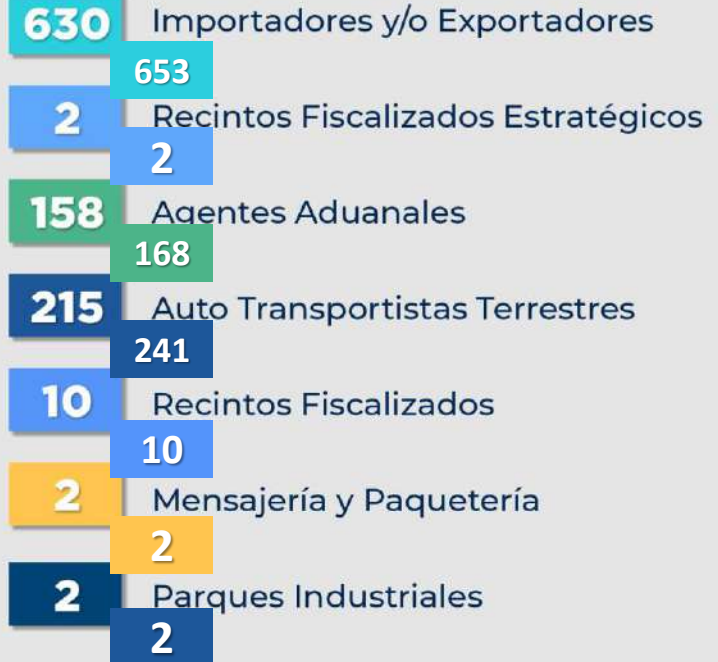 630 Importadores y/o Exportadores
653
2 Recintos Fiscalizados Estratégicos
2
158 Agentes Aduanales
168
215 Auto Transportistas Terrestres
241
10 Recintos Fiscalizados
10
2 Mensajería y Paquetería
2
2 Parques Industriales
2